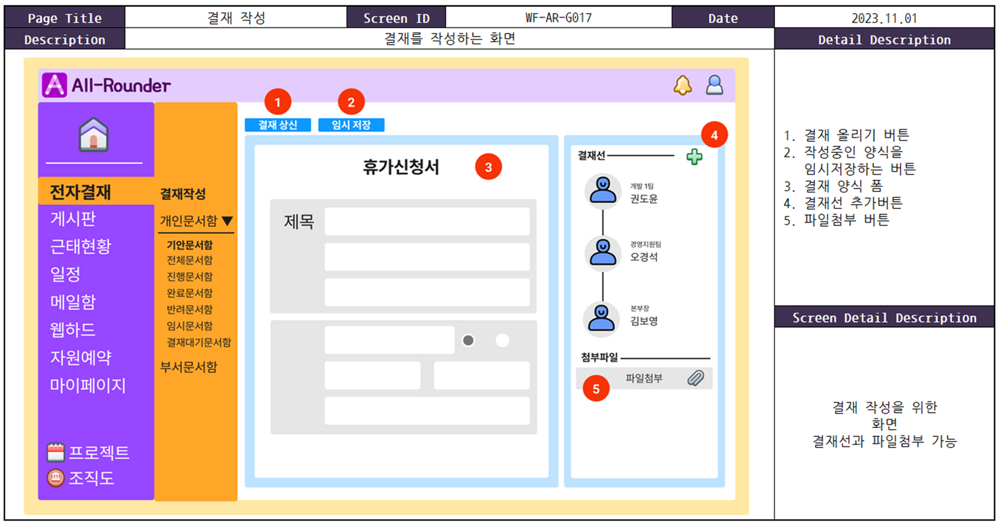 Page Title 결재 작성 Screen ID WF-AR-G017 Date 2023.11.01
Description 결재를 작성하는 화면 Detail Description
A All-Rounder
1 2
결재 상신 임시 저장
전자결재
게시판
근태현황
일정
메일함
웹하드
자원예약
마이페이지
프로젝트
조직도
결재작성
개인문서함 ▼
기안문서함
전체문서함
진행문서함
완료문서함
반려문서함
임시문서함
결재대기문서함
부서문서함
휴가신청서 3
제목
4
결재선
개발 1팀
권도윤
경영지원팀
오경석
본부장
김보영
첨부파일
파일첨부
5
1. 결재 올리기 버튼
2. 작성중인 양식을
임시저장하는 버튼
3. 결재 양식 폼
4. 결재선 추가버튼
5. 파일첨부 버튼
Screen Detail Description
결재 작성을 위한
화면
결재선과 파일첨부 가능